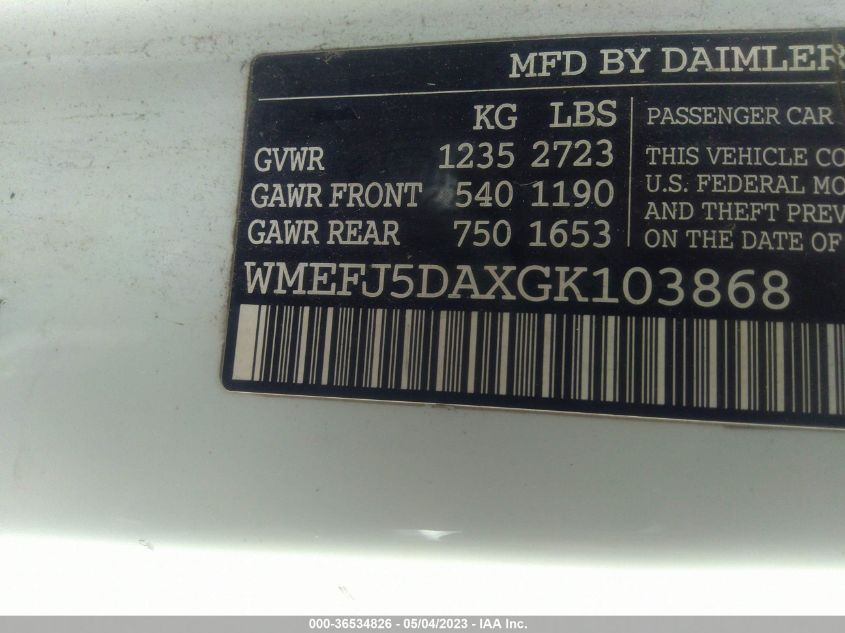 MFD BY DAIMLER
KG LBS
GVWR 1235 2723
GAWR FRONT 540 1190
GAWR REAR 750 1653
PASSENGER CAR
THIS VEHICLE CO
U.S. FEDERAL MO
AND THEFT PREV
ON THE DATE OF
WMEFJ5DAXGK103868
000-36534826 - 05/04/2023 - IAA Inc.